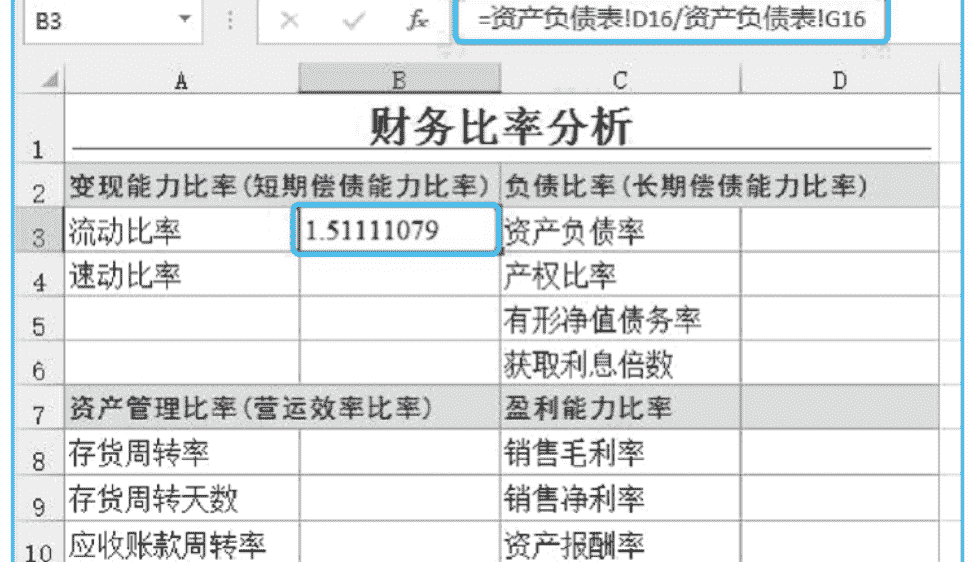 B3 fx =资产负债表!D16/资产负债表!G16
A B C D
1 财务比率分析
2 变现能力比率(短期偿债能力比率) 负债比率(长期偿债能力比率)
3 流动比率 1.51111079 资产负债率
4 速动比率 产权比率
5 有形净值债务率
6 获取利息倍数
7 资产管理比率(营运效率比率) 盈利能力比率
8 存货周转率 销售毛利率
9 存货周转天数 销售净利率
10 应收账款周转率 资产报酬率